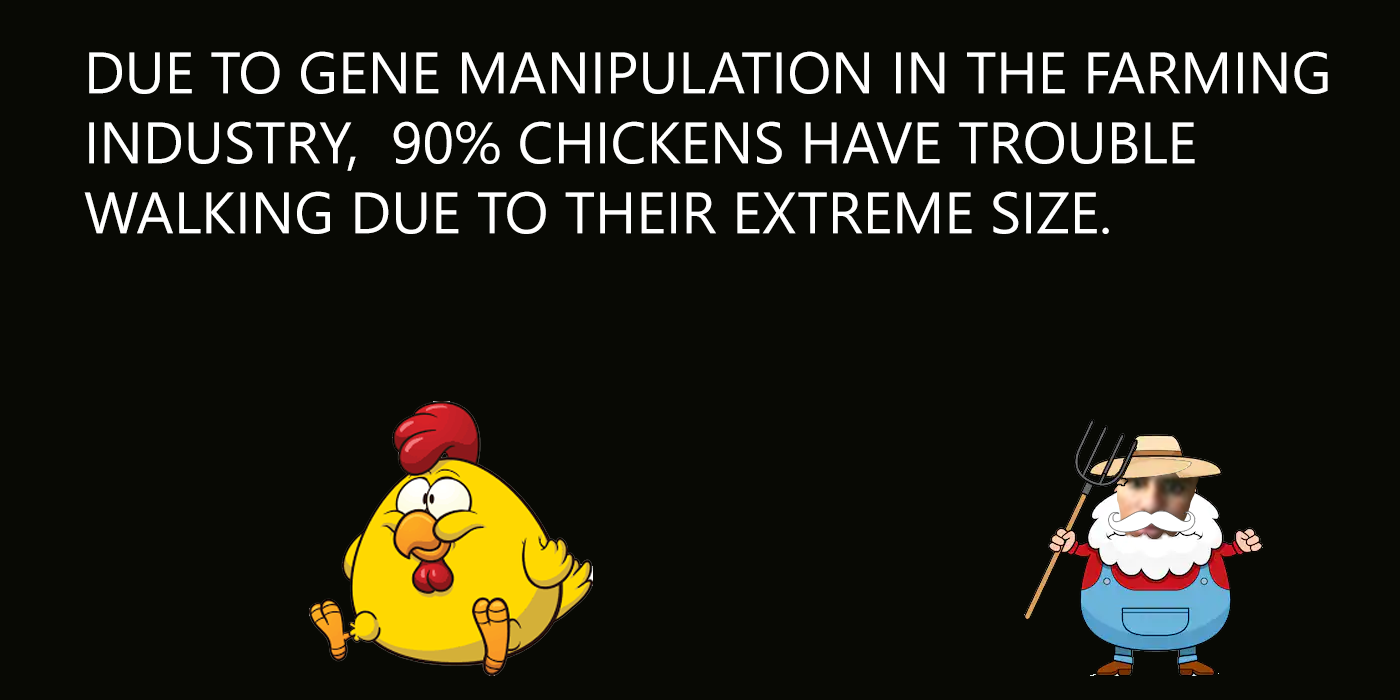 DUE TO GENE MANIPULATION IN THE FARMING
INDUSTRY,  90% CHICKENS HAVE TROUBLE
WALKING DUE TO THEIR EXTREME SIZE.